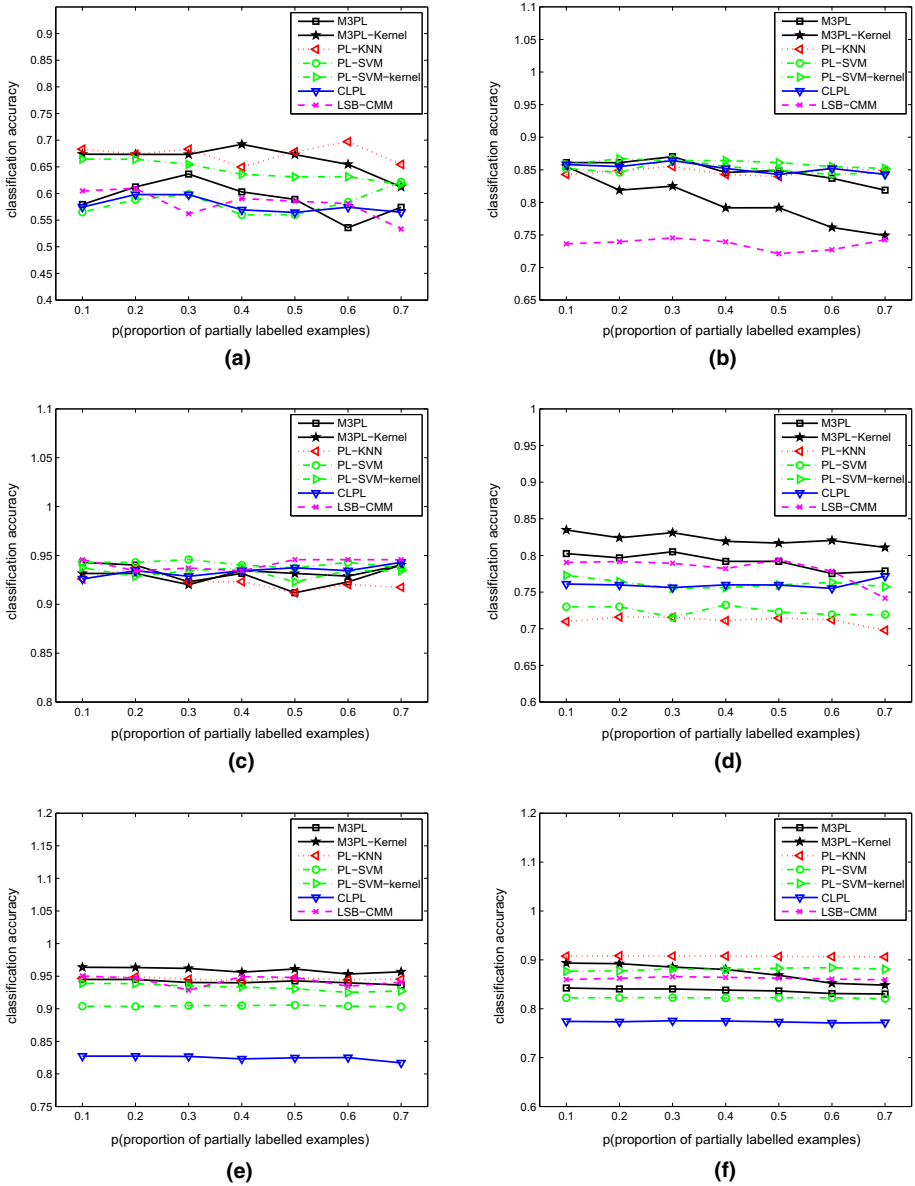 0.9
0.85
0.8
0.75
0.7
0.65
0.6
0.55
0.5
0.45
0.4
classification accuracy
M3PL
M3PL−Kernel
PL−KNN
PL−SVM
PL−SVM−kernel
CLPL
LSB−CMM
0.1 0.2 0.3 0.4 0.5 0.6 0.7
p(proportion of partially labelled examples)
(a)
1.1
1.05
1
0.95
0.9
0.85
0.8
0.75
0.7
0.65
classification accuracy
M3PL
M3PL−Kernel
PL−KNN
PL−SVM
PL−SVM−kernel
CLPL
LSB−CMM
0.1 0.2 0.3 0.4 0.5 0.6 0.7
p(proportion of partially labelled examples)
(b)
1.1
1.05
1
0.95
0.9
0.85
0.8
classification accuracy
M3PL
M3PL−Kernel
PL−KNN
PL−SVM
PL−SVM−kernel
CLPL
LSB−CMM
0.1 0.2 0.3 0.4 0.5 0.6 0.7
p(proportion of partially labelled examples)
(c)
1
0.95
0.9
0.85
0.8
0.75
0.7
0.65
0.6
classification accuracy
M3PL
M3PL−Kernel
PL−KNN
PL−SVM
PL−SVM−kernel
CLPL
LSB−CMM
0.1 0.2 0.3 0.4 0.5 0.6 0.7
p(proportion of partially labelled examples)
(d)
1.2
1.15
1.1
1.05
1
0.95
0.9
0.85
0.8
0.75
classification accuracy
M3PL
M3PL−Kernel
PL−KNN
PL−SVM
PL−SVM−kernel
CLPL
LSB−CMM
0.1 0.2 0.3 0.4 0.5 0.6 0.7
p(proportion of partially labelled examples)
(e)
1.2
1.1
1
0.9
0.8
0.7
0.6
classification accuracy
M3PL
M3PL−Kernel
PL−KNN
PL−SVM
PL−SVM−kernel
CLPL
LSB−CMM
0.1 0.2 0.3 0.4 0.5 0.6 0.7
p(proportion of partially labelled examples)
(f)